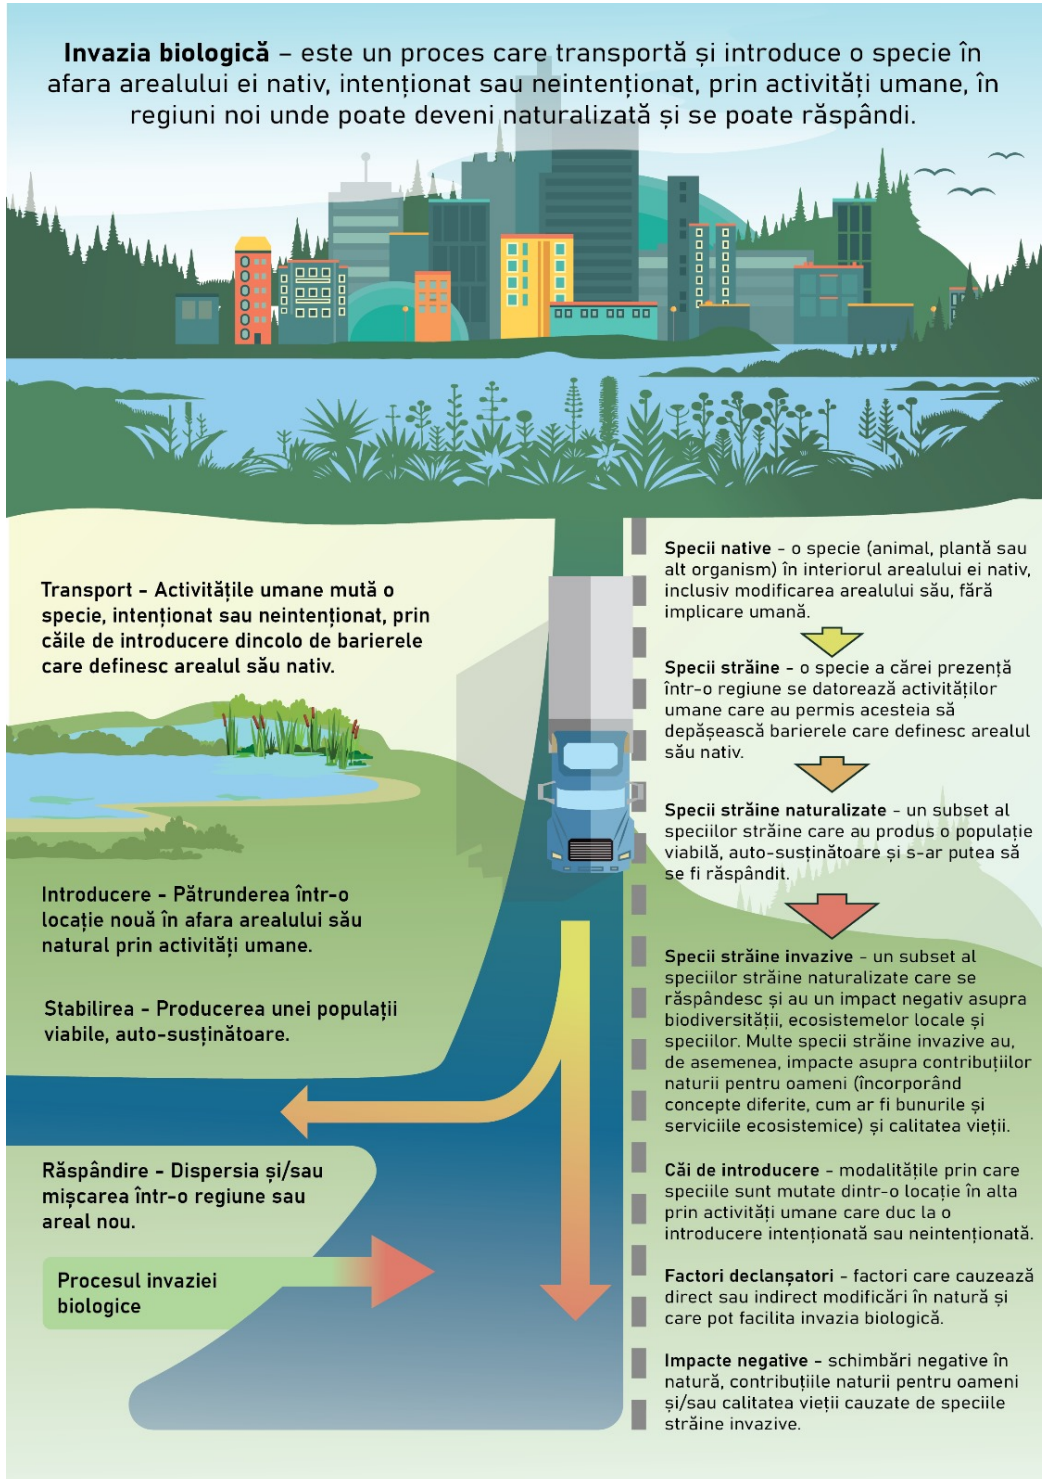 Invazia biologică – este un proces care transportă și introduce o specie în
afara arealului ei nativ, intenționat sau neintenționat, prin activități umane, în
regiuni noi unde poate deveni naturalizată și se poate răspândi.
Transport - Activitățile umane mută o
specie, intenționat sau neintenționat, prin
căile de introducere dincolo de barierele
care definesc arealul său nativ.
Introducere - Pătrunderea într-o
locație nouă în afara arealului său
natural prin activități umane.
Stabilirea - Producerea unei populații
viabile, auto-susținătoare.
Răspândire - Dispersia și/sau
mișcarea într-o regiune sau
areal nou.
Procesul invaziei
biologice
Specii native - o specie (animal, plantă sau
alt organism) în interiorul arealului ei nativ,
inclusiv modificarea arealului său, fără
implicare umană.
Specii străine - o specie a cărei prezență
într-o regiune se datorează activităților
umane care au permis acesteia să
depășească barierele care definesc arealul
său nativ.
Specii străine naturalizate - un subset al
speciilor străine care au produs o populație
viabilă, auto-susținătoare și s-ar putea să
se fi răspândit.
Specii străine invazive - un subset al
speciilor străine naturalizate care se
răspândesc și au un impact negativ asupra
biodiversității, ecosistemelor locale și
speciilor. Multe specii străine invazive au,
de asemenea, impacte asupra contribuțiilor
naturii pentru oameni (încorporând
concepte diferite, cum ar fi bunurile și
serviciile ecosistemice) și calitatea vieții.
Căi de introducere - modalitățile prin care
speciile sunt mutate dintr-o locație în alta
prin activități umane care duc la o
introducere intenționată sau neintenționată.
Factori declanșatori - factori care cauzează
direct sau indirect modificări în natură și
care pot facilita invazia biologică.
Impacte negative - schimbări negative în
natură, contribuțiile naturii pentru oameni
și/sau calitatea vieții cauzate de speciile
străine invazive.